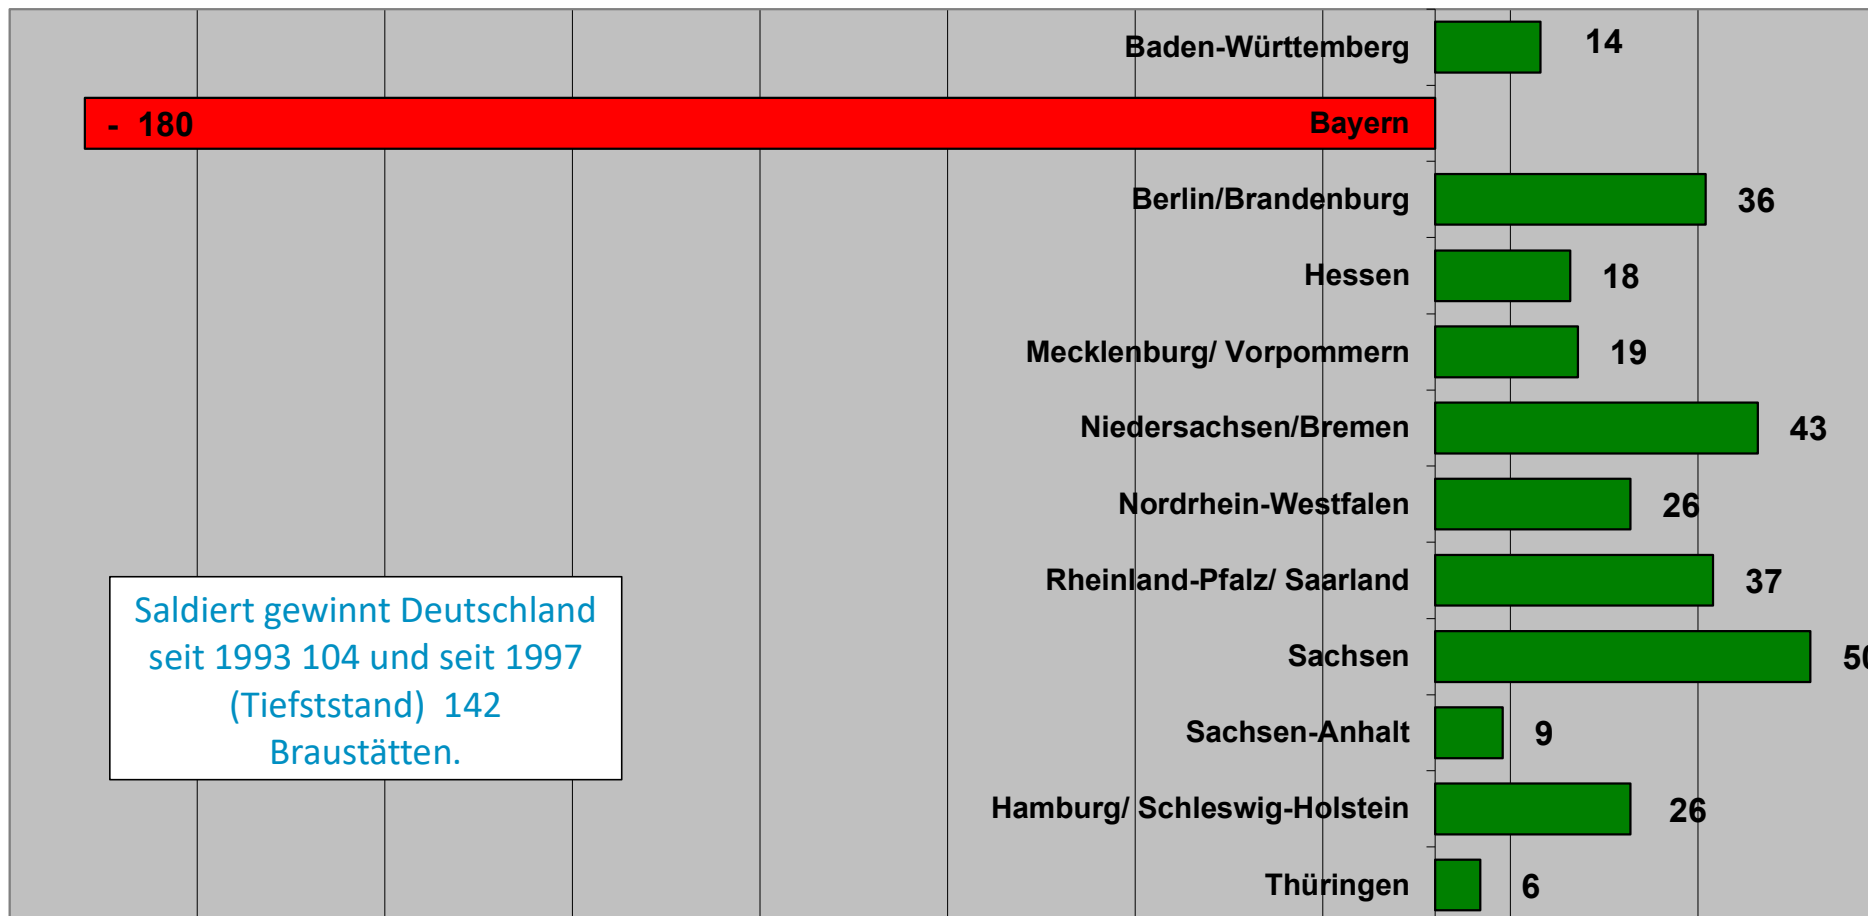 Baden-Württemberg 14
- 180 Bayern
Berlin/Brandenburg 36
Hessen 18
Mecklenburg/ Vorpommern 19
Niedersachsen/Bremen 43
Nordrhein-Westfalen 26
Rheinland-Pfalz/ Saarland 37
Sachsen 50
Sachsen-Anhalt 9
Hamburg/ Schleswig-Holstein 26
Thüringen 6
Saldiert gewinnt Deutschland
seit 1993 104 und seit 1997
(Tiefststand) 142
Braustätten.